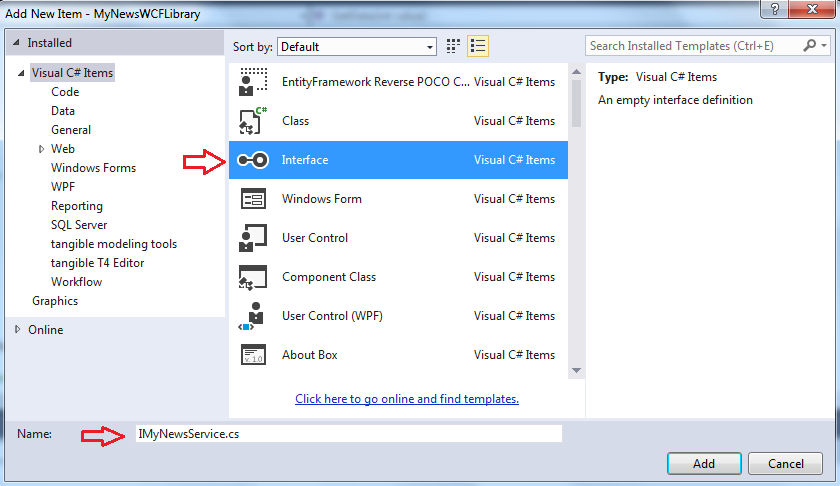 Add New Item - MyNewsWCFLibrary
?
Installed
Sort by: Default
Search Installed Templates (Ctrl+E)
Visual C# Items
Code
Data
General
Web
Windows Forms
WPF
Reporting
SQL Server
tangible modeling tools
tangible T4 Editor
Workflow
Graphics
Online
EntityFramework Reverse POCO C... Visual C# Items
C# Class Visual C# Items
Interface Visual C# Items
Windows Form Visual C# Items
User Control Visual C# Items
Component Class Visual C# Items
User Control (WPF) Visual C# Items
v. 1.0 About Box Visual C# Items
Click here to go online and find templates.
Type: Visual C# Items
An empty interface definition
Name: IMyNewsService.cs
Add Cancel